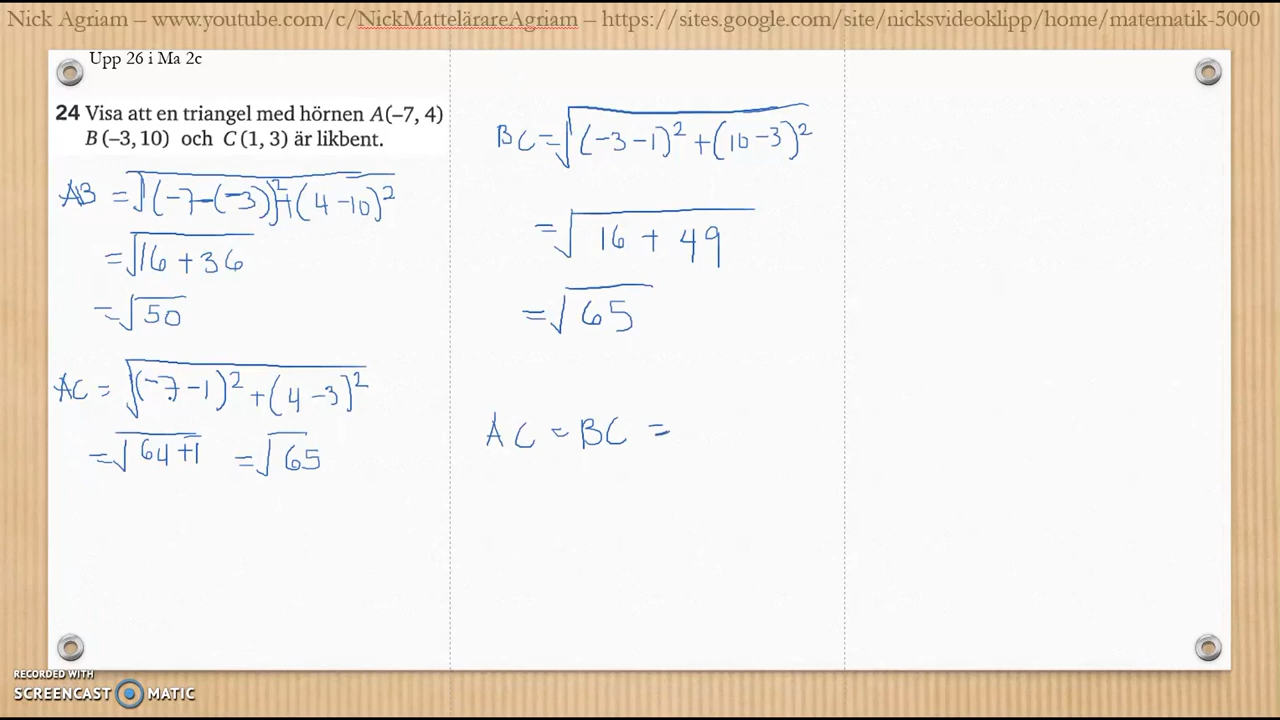 Nick Agriam – www.youtube.com/c/NickMattelärareAgriam – https://sites.google.com/site/nicksvideoklipp/home/matematik-5000
Upp 26 i Ma 2c
24 Visa att en triangel med hörnen A(–7, 4)
B(–3, 10) och C(1, 3) är likbent.
AB = √((-7-(-3))²+(4-10)²)
= √(16+36)
= √50
AC = √((-7-1)²+(4-3)²)
= √(64+1) = √65
BC = √((-3-1)²+(10-3)²)
= √(16+49)
= √65
AC = BC =
RECORDED WITH
SCREENCAST MATIC